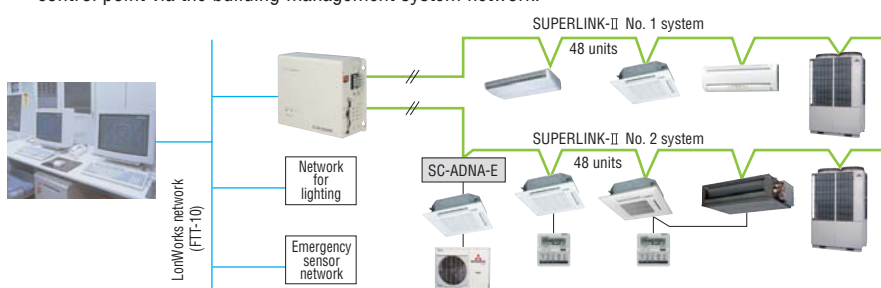 control point via the building management system network.
SUPERLINK-Ⅱ No. 1 system
48 units
SUPERLINK-Ⅱ No. 2 system
48 units
SC-ADNA-E
Network
for
lighting
Emergency
sensor
network
LonWorks network
(FTT-10)